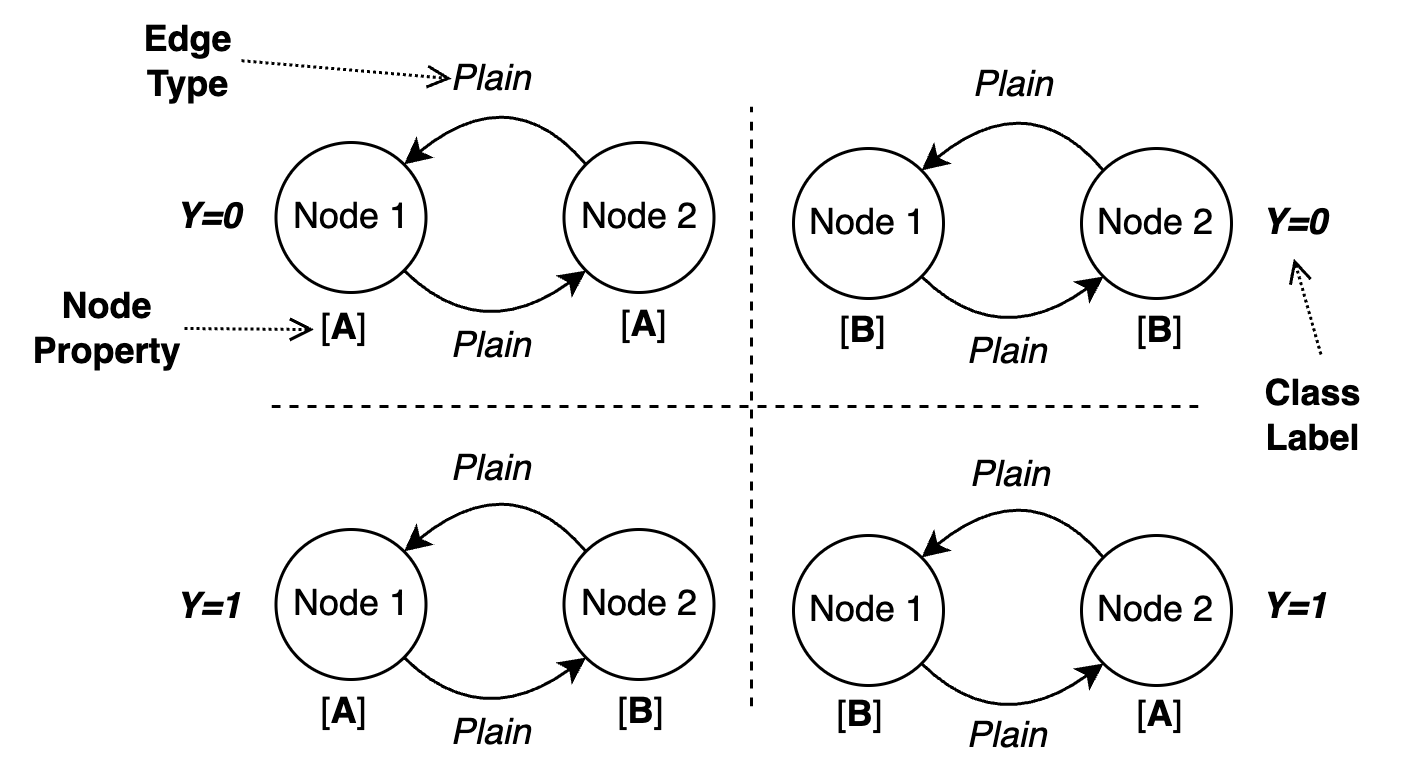 Edge
Type
Plain
Plain
Node 1
Node 2
Y=0
Node 1
Node 2
Y=0
Node
Property
[A]
[A]
Plain
[B]
[B]
Plain
Class
Label
Plain
Plain
Y=1
Node 1
Node 2
Node 1
Node 2
Y=1
[A]
[B]
Plain
[B]
[A]
Plain